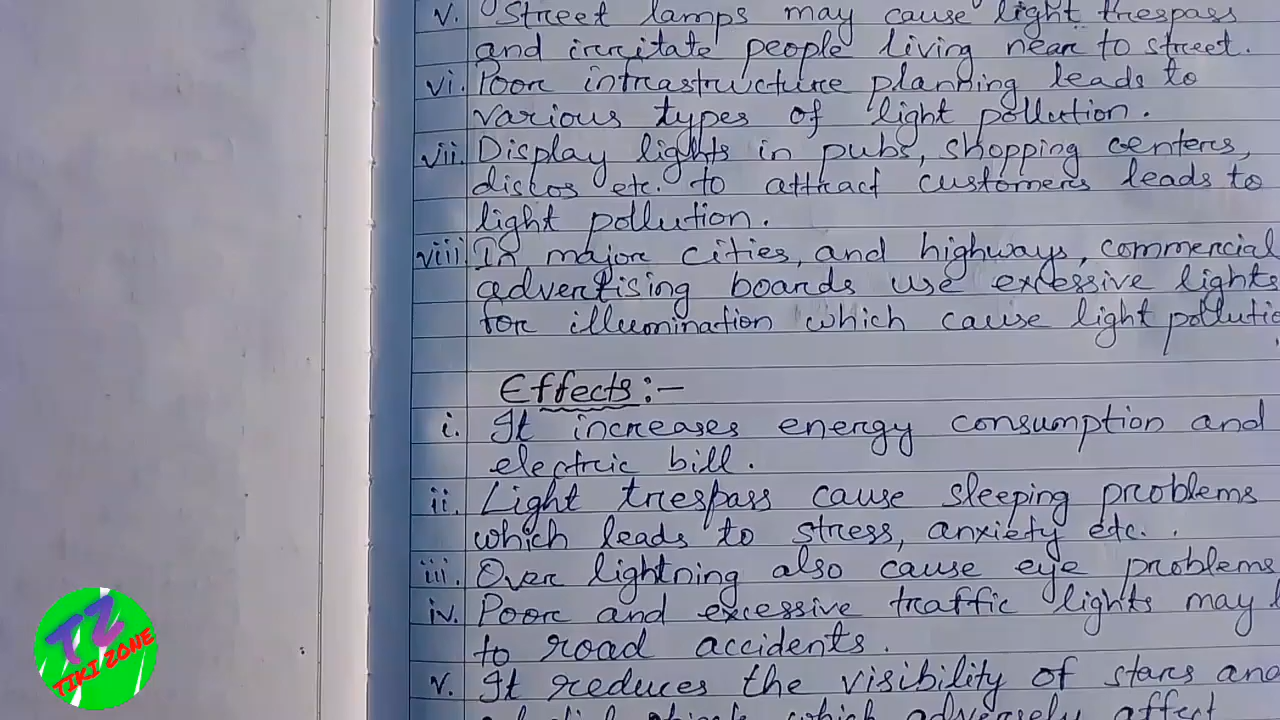 v. Street lamps may cause light trespass
and irritate people living near to street.
vi. Poor infrastructure planning leads to
various types of light pollution.
vii. Display lights in pubs, shopping centers,
discos etc. to attract customers leads to
light pollution.
viii. In major cities, and highways, commercial
advertising boards use excessive lights
for illumination which cause light pollutio
Effects:-
i. It increases energy consumption and
electric bill.
ii. Light trespass cause sleeping problems
which leads to stress, anxiety etc..
iii. Over lightning also cause eye problems
iv. Poor and excessive traffic lights may
to road accidents.
v. It reduces the visibility of stars and
which adversely affect
TZ
TIKI ZONE